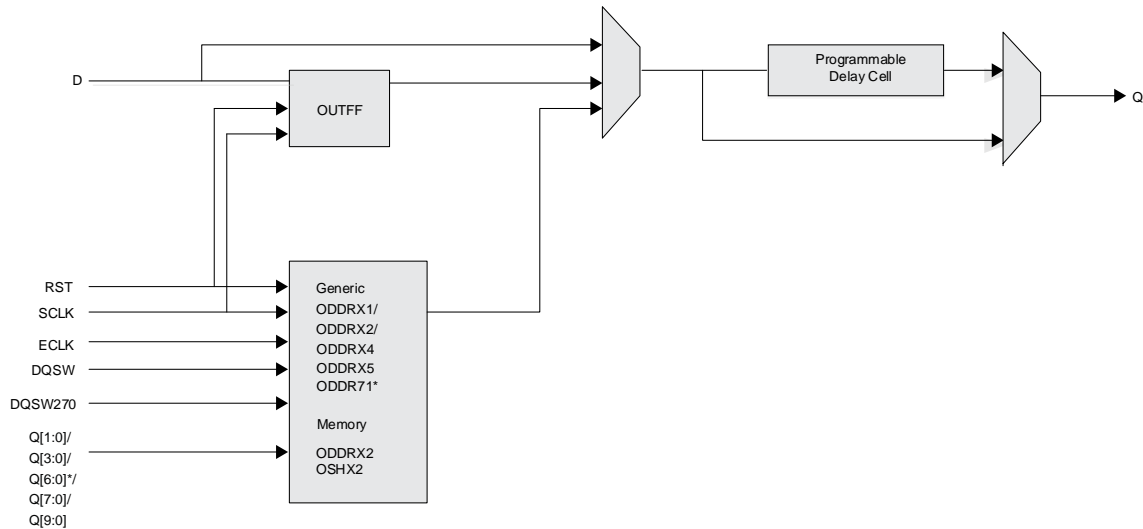 D
OUTFF
Programmable
Delay Cell
Q
RST
SCLK
ECLK
DQSW
DQSW270
Q[1:0]/
Q[3:0]/
Q[6:0]*/
Q[7:0]/
Q[9:0]
Generic
ODDRX1/
ODDRX2/
ODDRX4
ODDRX5
ODDR71*
Memory
ODDRX2
OSHX2